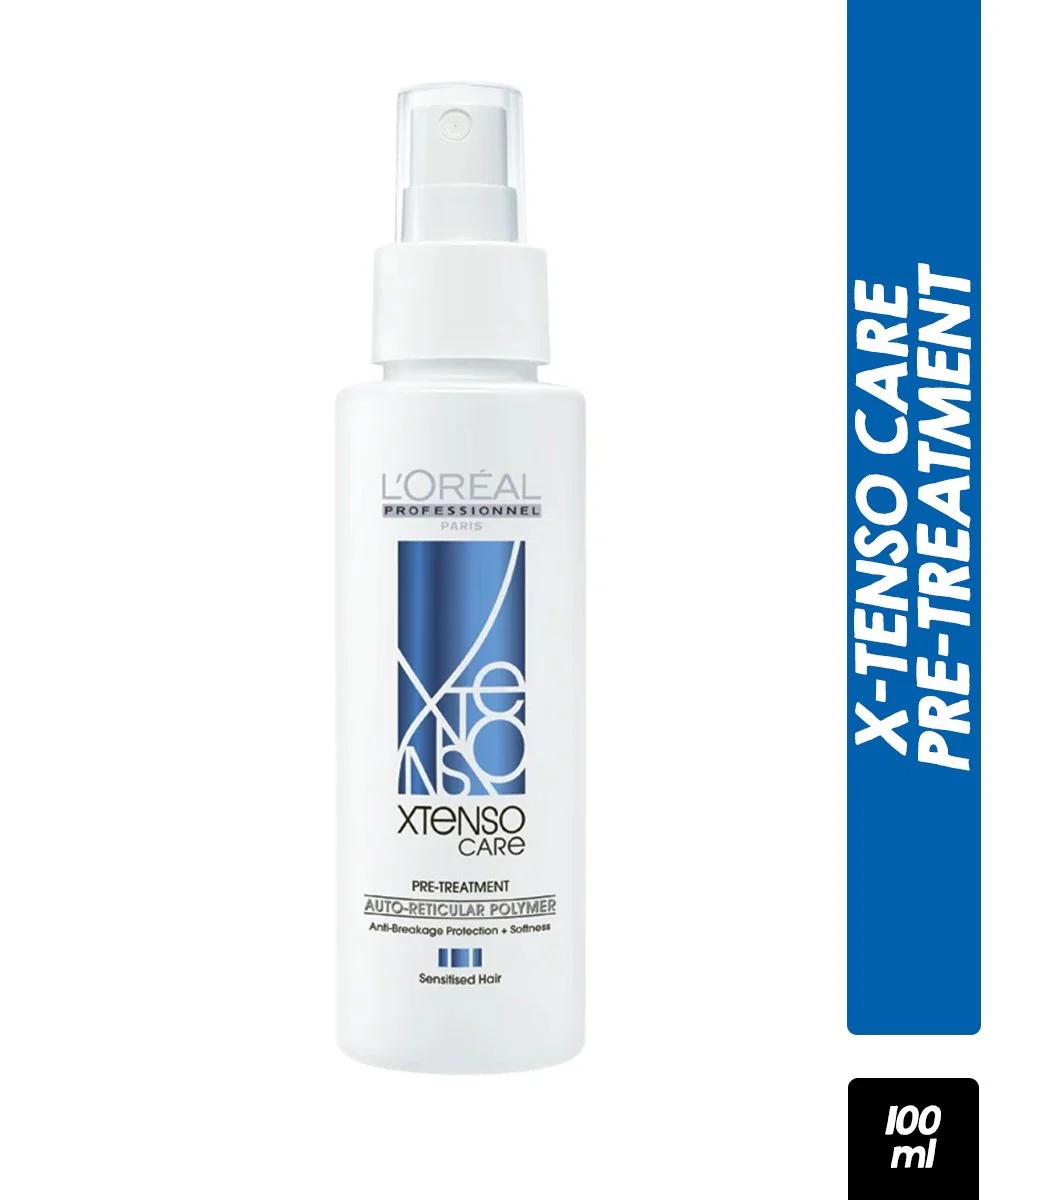 L'ORÉAL
PROFESSIONNEL
PARIS
XTENSO
XTENSO
CARE
PRE-TREATMENT
AUTO-RETICULAR POLYMER
Anti-Breakage Protection + Softness
Sensitised Hair
X-TENSO CARE
PRE-TREATMENT
100
ml